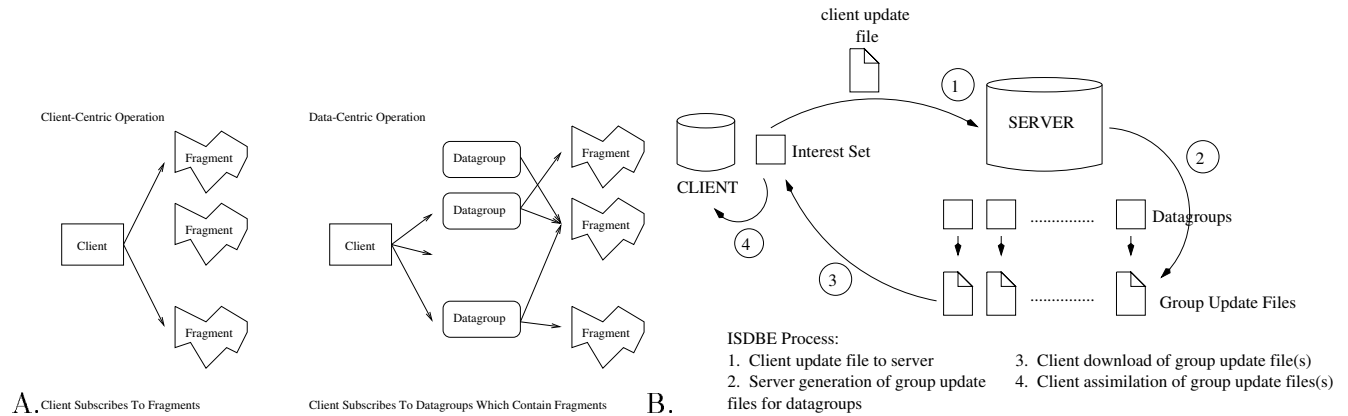 Client-Centric Operation
Fragment
Fragment
Client
Fragment
Client Subscribes To Fragments
A.
Data-Centric Operation
Datagroup
Fragment
Datagroup
Fragment
Client
Datagroup
Fragment
Client Subscribes To Datagroups Which Contain Fragments
B.
client update
file
1
SERVER
2
Interest Set
CLIENT
4
3
..............
Datagroups
..............
Group Update Files
ISDBE Process:
1. Client update file to server
2. Server generation of group update
files for datagroups
3. Client download of group update file(s)
4. Client assimilation of group update files(s)